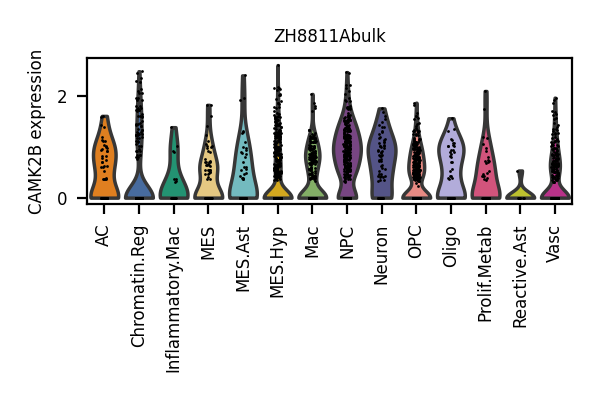 ZH8811Abulk
CAMK2B expression
2
0
AC
Chromatin.Reg
Inflammatory.Mac
MES
MES.Ast
MES.Hyp
Mac
NPC
Neuron
OPC
Oligo
Prolif.Metab
Reactive.Ast
Vasc